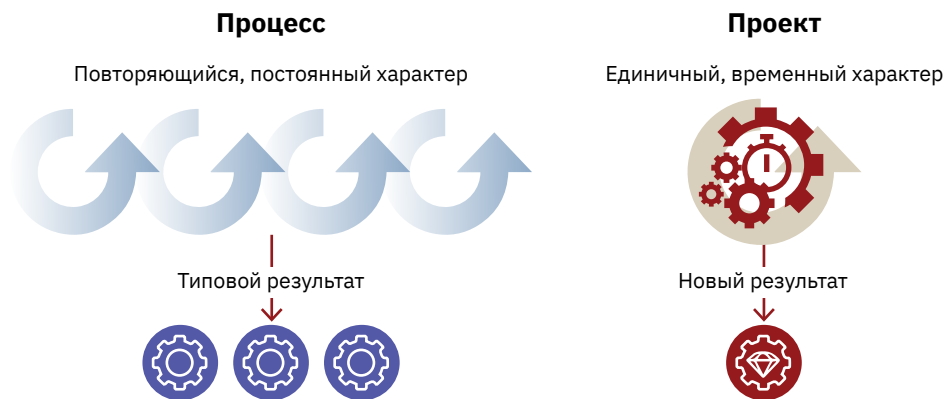 Процесс
Повторяющийся, постоянный характер
Типовой результат
Проект
Единичный, временный характер
Новый результат